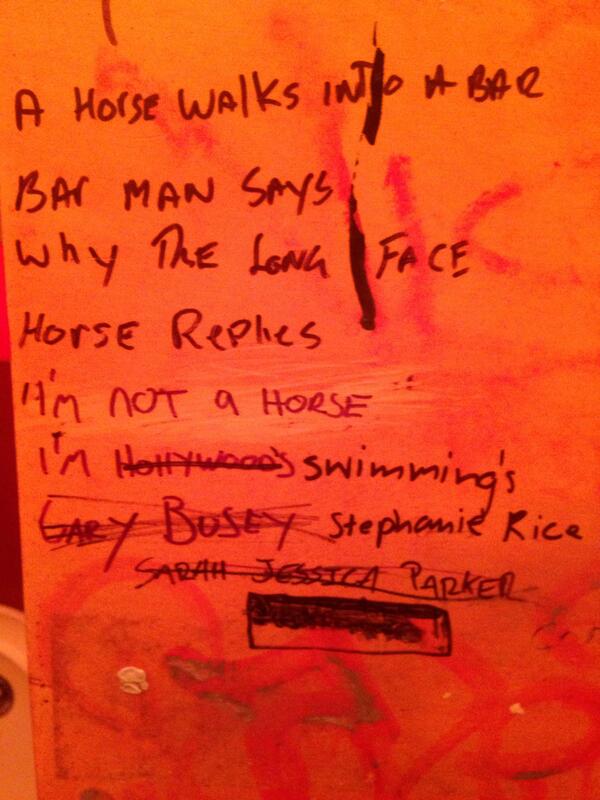 A HORSE WALKS INTO A BAR
BAR MAN SAYS
Why THE LONG FACE
HORSE Replies
"I'M NOT A HORSE
I'M HOLLYWOOD'S swimming's
GARY BUSEY Stephanie Rice
SARAH JESSICA PARKER